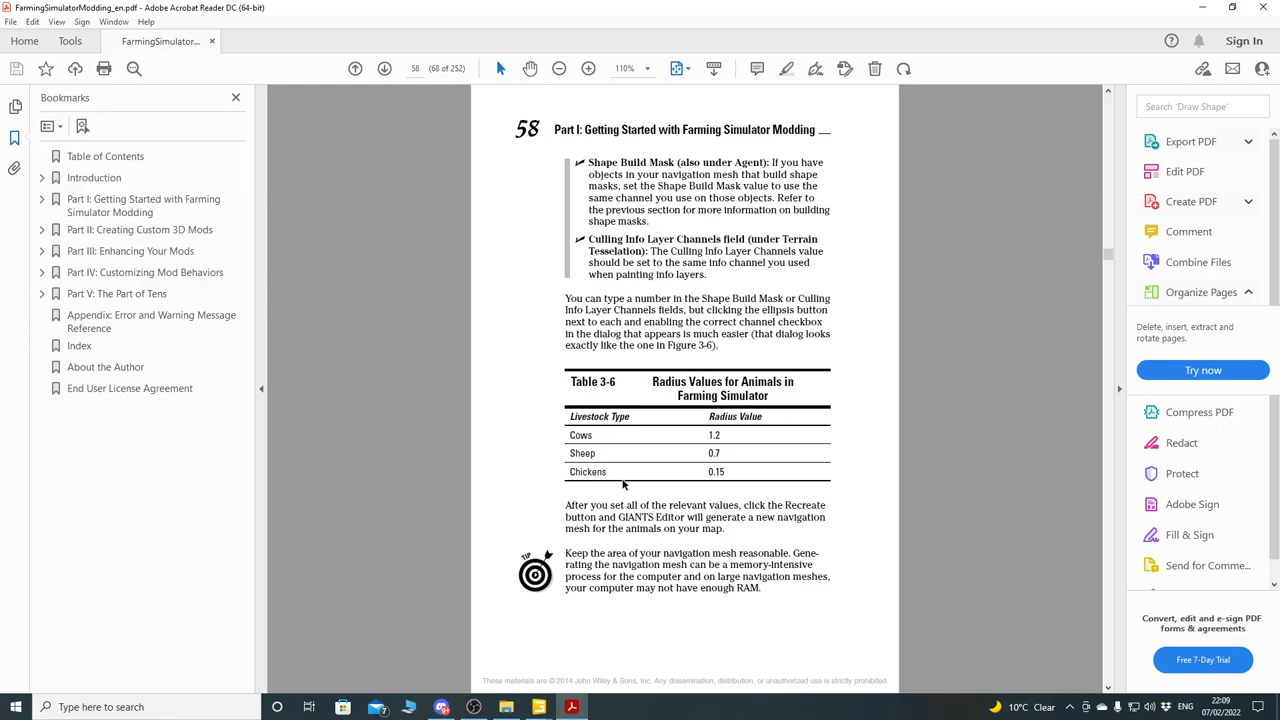 FarmingSimulatorModding_en.pdf - Adobe Acrobat Reader DC (64-bit)
File Edit View Sign Window Help
Home Tools FarmingSimulator... × Sign In
58 (68 of 252) 110%
Bookmarks
Table of Contents
Introduction
Part I: Getting Started with Farming
Simulator Modding
Part II: Creating Custom 3D Mods
Part III: Enhancing Your Mods
Part IV: Customizing Mod Behaviors
Part V: The Part of Tens
Appendix: Error and Warning Message
Reference
Index
About the Author
End User License Agreement
58 Part I: Getting Started with Farming Simulator Modding
Shape Build Mask (also under Agent): If you have
objects in your navigation mesh that build shape
masks, set the Shape Build Mask value to use the
same channel you use on those objects. Refer to
the previous section for more information on building
shape masks.
Culling Info Layer Channels field (under Terrain
Tesselation): The Culling Info Layer Channels value
should be set to the same info channel you used
when painting info layers.
You can type a number in the Shape Build Mask or Culling
Info Layer Channels fields, but clicking the ellipsis button
next to each and enabling the correct channel checkbox
in the dialog that appears is much easier (that dialog looks
exactly like the one in Figure 3-6).
Table 3-6 Radius Values for Animals in
Farming Simulator
Livestock Type Radius Value
Cows 1.2
Sheep 0.7
Chickens 0.15
After you set all of the relevant values, click the Recreate
button and GIANTS Editor will generate a new navigation
mesh for the animals on your map.
TIP
Keep the area of your navigation mesh reasonable. Gene-
rating the navigation mesh can be a memory-intensive
process for the computer and on large navigation meshes,
your computer may not have enough RAM.
These materials are © 2014 John Wiley & Sons, Inc. Any dissemination, distribution, or unauthorized use is strictly prohibited.
Search 'Draw Shape'
Export PDF
Edit PDF
Create PDF
Comment
Combine Files
Organize Pages
Delete, insert, extract and
rotate pages.
Try now
Compress PDF
Redact
Protect
Adobe Sign
Fill & Sign
Send for Comme...
Convert, edit and e-sign PDF
forms & agreements
Free 7-Day Trial
Type here to search
10°C Clear
22:09
07/02/2022